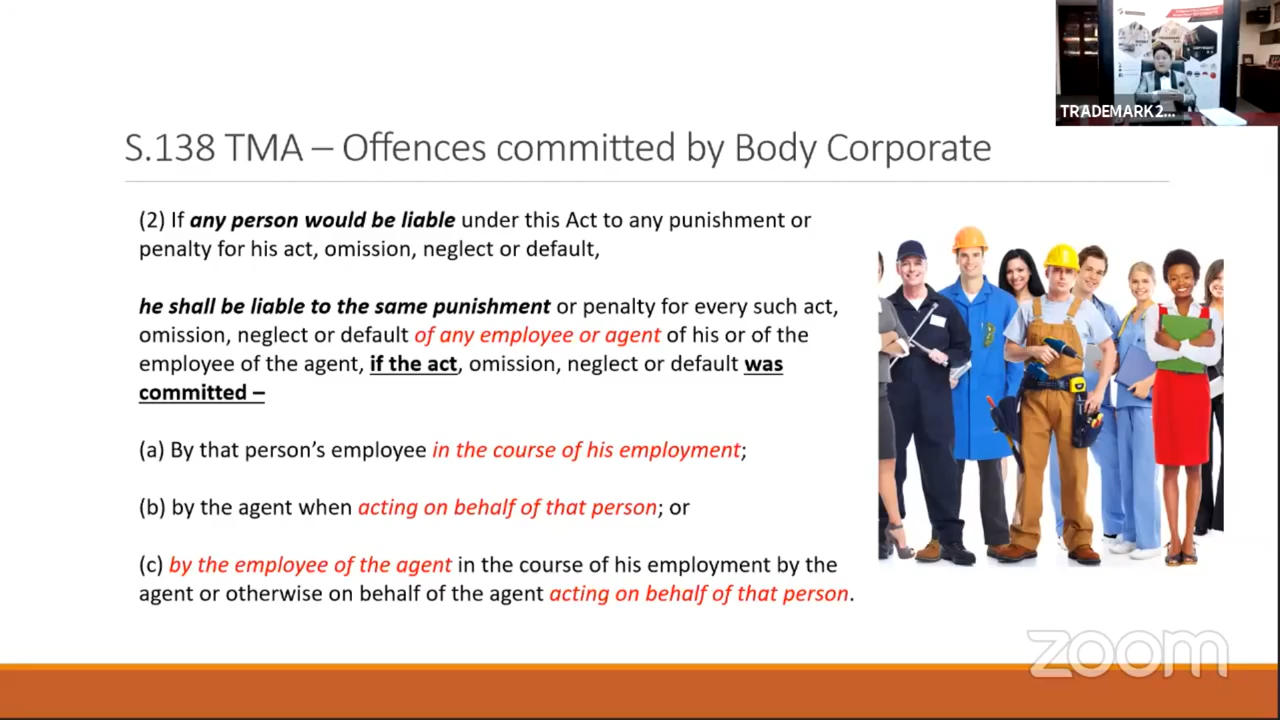 TRADEMARK2...
S.138 TMA – Offences committed by Body Corporate
(2) If any person would be liable under this Act to any punishment or
penalty for his act, omission, neglect or default,
he shall be liable to the same punishment or penalty for every such act,
omission, neglect or default of any employee or agent of his or of the
employee of the agent, if the act, omission, neglect or default was
committed –
(a) By that person’s employee in the course of his employment;
(b) by the agent when acting on behalf of that person; or
(c) by the employee of the agent in the course of his employment by the
agent or otherwise on behalf of the agent acting on behalf of that person.
zoom